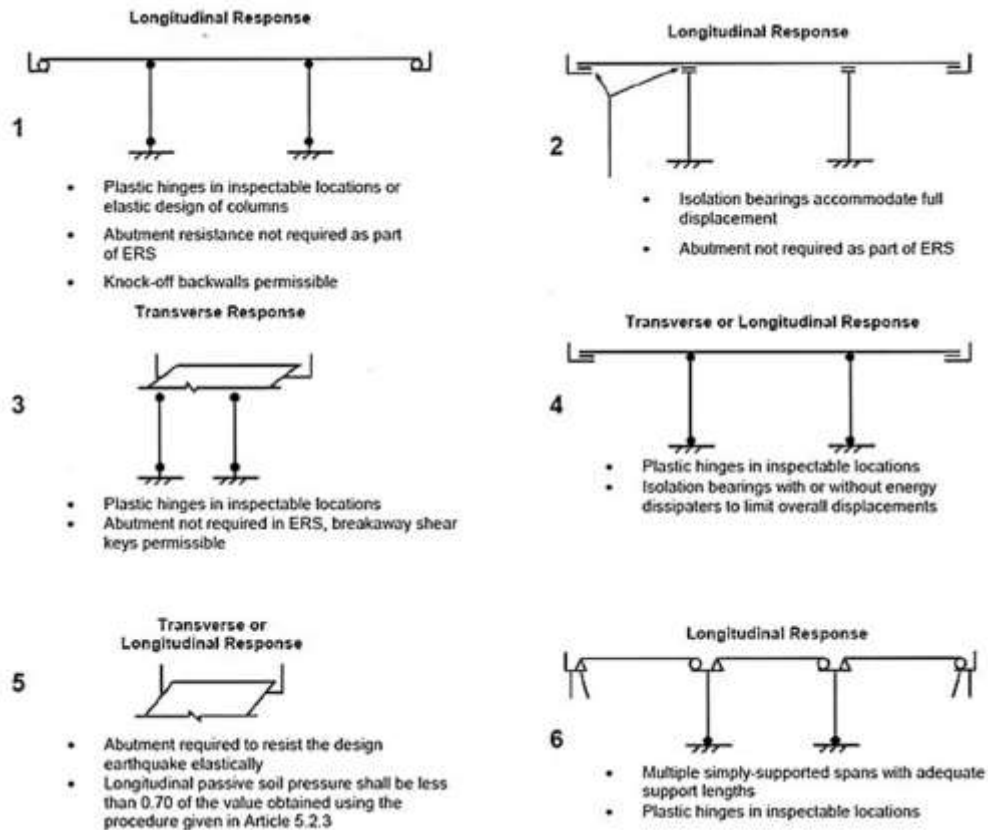 Longitudinal Response
1
• Plastic hinges in inspectable locations or
elastic design of columns
• Abutment resistance not required as part
of ERS
• Knock-off backwalls permissible
Longitudinal Response
2
• Isolation bearings accommodate full
displacement
• Abutment not required as part of ERS
Transverse Response
3
• Plastic hinges in inspectable locations
• Abutment not required in ERS, breakaway shear
keys permissible
Transverse or Longitudinal Response
4
• Plastic hinges in inspectable locations
• Isolation bearings with or without energy
dissipaters to limit overall displacements
Transverse or
Longitudinal Response
5
• Abutment required to resist the design
earthquake elastically
• Longitudinal passive soil pressure shall be less
than 0.70 of the value obtained using the
procedure given in Article 5.2.3
Longitudinal Response
6
• Multiple simply-supported spans with adequate
support lengths
• Plastic hinges in inspectable locations